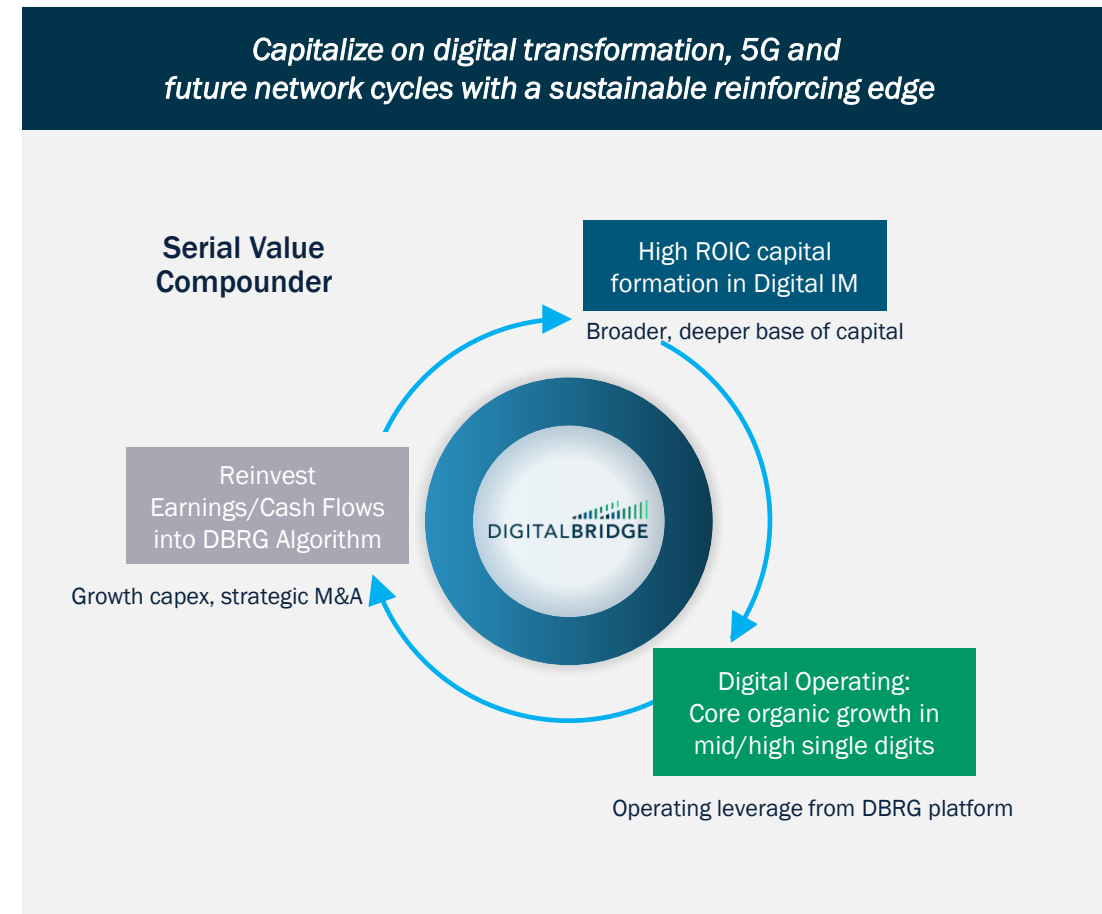 Capitalize on digital transformation, 5G and
future network cycles with a sustainable reinforcing edge
Serial Value
Compounder
High ROIC capital
formation in Digital IM
Broader, deeper base of capital
Reinvest
Earnings/Cash Flows
into DBRG Algorithm
Growth capex, strategic M&A
DIGITALBRIDGE
Digital Operating:
Core organic growth in
mid/high single digits
Operating leverage from DBRG platform